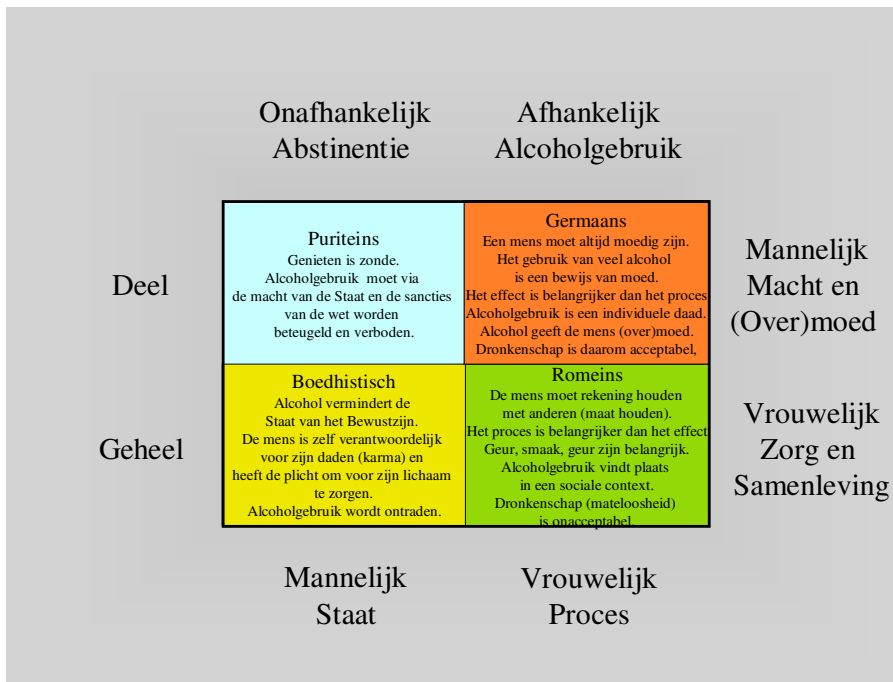 Onafhankelijk
Abstinentie
Afhankelijk
Alcoholgebruik
Deel
Puriteins
Genieten is zonde.
Alcoholgebruik moet via
de macht van de Staat en de sancties
van de wet worden
beteugeld en verboden.
Germaans
Een mens moet altijd moedig zijn.
Het gebruik van veel alcohol
is een bewijs van moed.
Het effect is belangrijker dan het proces
Alcoholgebruik is een individuele daad.
Alcohol geeft de mens (over)moed.
Dronkenschap is daarom acceptabel,
Mannelijk
Macht en
(Over)moed
Geheel
Boedhistisch
Alcohol vermindert de
Staat van het Bewustzijn.
De mens is zelf verantwoordelijk
voor zijn daden (karma) en
heeft de plicht om voor zijn lichaam
te zorgen.
Alcoholgebruik wordt ontraden.
Romeins
De mens moet rekening houden
met anderen (maat houden).
Het proces is belangrijker dan het effect
Geur, smaak, geur zijn belangrijk.
Alcoholgebruik vindt plaats
in een sociale context.
Dronkenschap (mateloosheid)
is onacceptabel.
Vrouwelijk
Zorg en
Samenleving
Mannelijk
Staat
Vrouwelijk
Proces